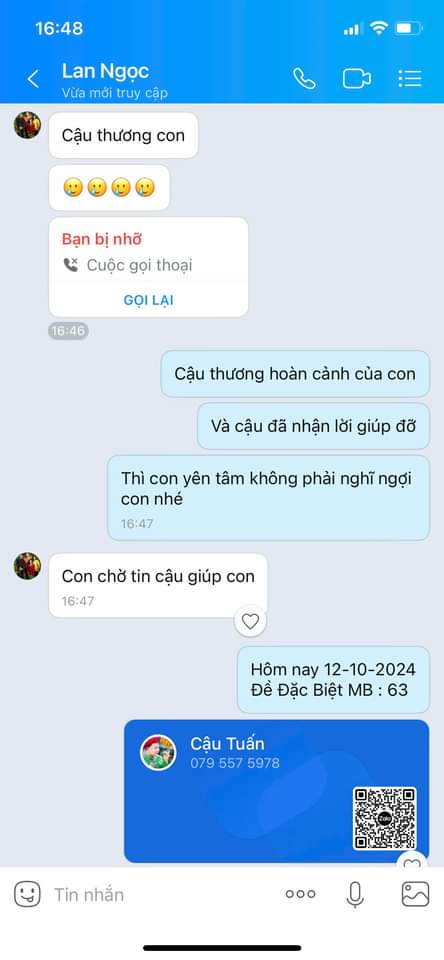 16:48
Lan Ngọc
Vừa mới truy cập
Cậu thương con
Bạn bị nhỡ
Cuộc gọi thoại
GỌI LẠI
16:46
Cậu thương hoàn cảnh của con
Và cậu đã nhận lời giúp đỡ
Thì con yên tâm không phải nghĩ ngợi
con nhé
16:47
Con chờ tin cậu giúp con
16:47
Hôm nay 12-10-2024
Đề Đặc Biệt MB : 63
Cậu Tuấn
079 557 5978
Zalo
Tin nhắn